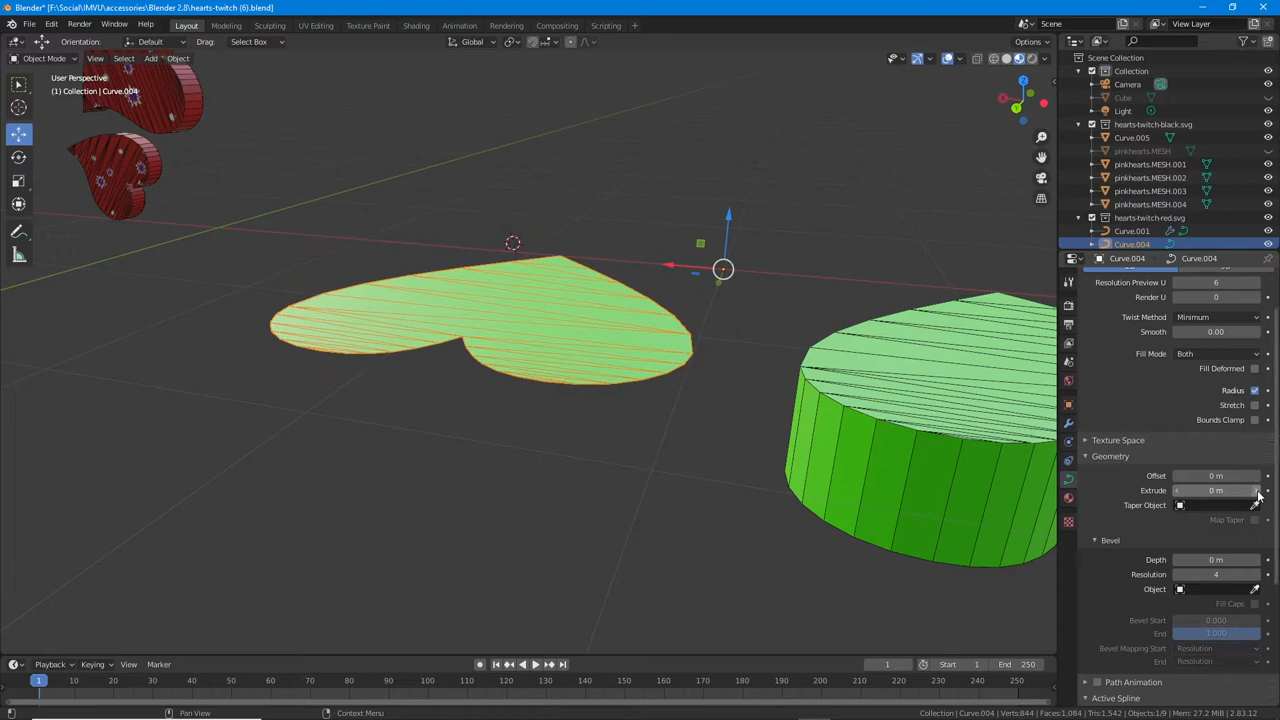 Blender* [F:\Social\IMVU\accessories\Blender 2.8\hearts-twitch (6).blend]
File Edit Render Window Help Layout Modeling Sculpting UV Editing Texture Paint Shading Animation Rendering Compositing Scripting Scene View Layer
Orientation: Default Drag: Select Box Global Options
Object Mode View Select Add Object
User Perspective
(1) Collection | Curve.004
Scene Collection
Collection
Camera
Cube
Light
hearts-twitch-black.svg
Curve.005
pinkhearts.MESH
pinkhearts.MESH.001
pinkhearts.MESH.002
pinkhearts.MESH.003
pinkhearts.MESH.004
hearts-twitch-red.svg
Curve.001
Curve.004
Curve.004 Curve.004
Resolution Preview U 6
Render U 0
Twist Method Minimum
Smooth 0.00
Fill Mode Both
Fill Deformed
Radius
Stretch
Bounds Clamp
Texture Space
Geometry
Offset 0 m
Extrude 0 m
Taper Object
Map Taper
Bevel
Depth 0 m
Resolution 4
Object
Fill Caps
Bevel Start 0.000
End 1.000
Bevel Mapping Start Resolution
End Resolution
Path Animation
Active Spline
Playback Keying View Marker 1 Start 1 End 250
1 10 20 30 40 50 60 70 80 90 100 110 120 130 140 150 160 170 180 190 200 210 220 230 240 250
Pan View Context Menu Collection | Curve.004 | Verts:844 | Faces:1,084 | Tris:1,542 | Objects:1/9 | Mem: 27.2 MiB | 2.83.12